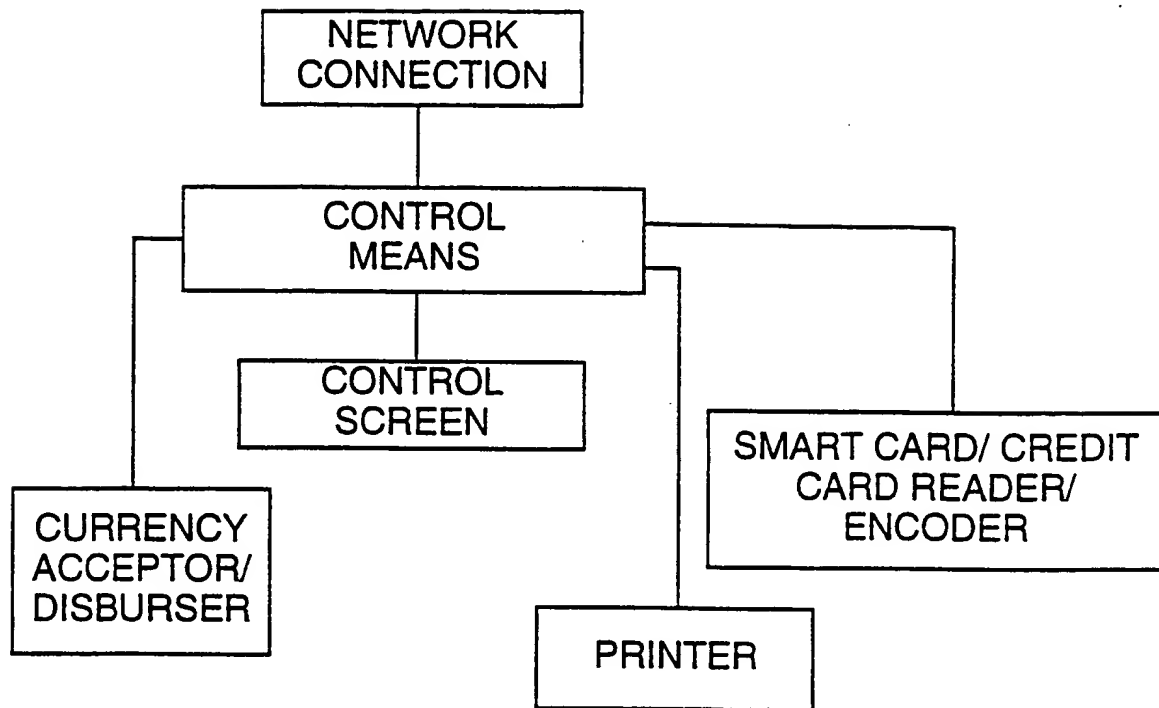 NETWORK
CONNECTION
CONTROL
MEANS
CONTROL
SCREEN
SMART CARD/ CREDIT
CARD READER/
ENCODER
CURRENCY
ACCEPTOR/
DISBURSER
PRINTER